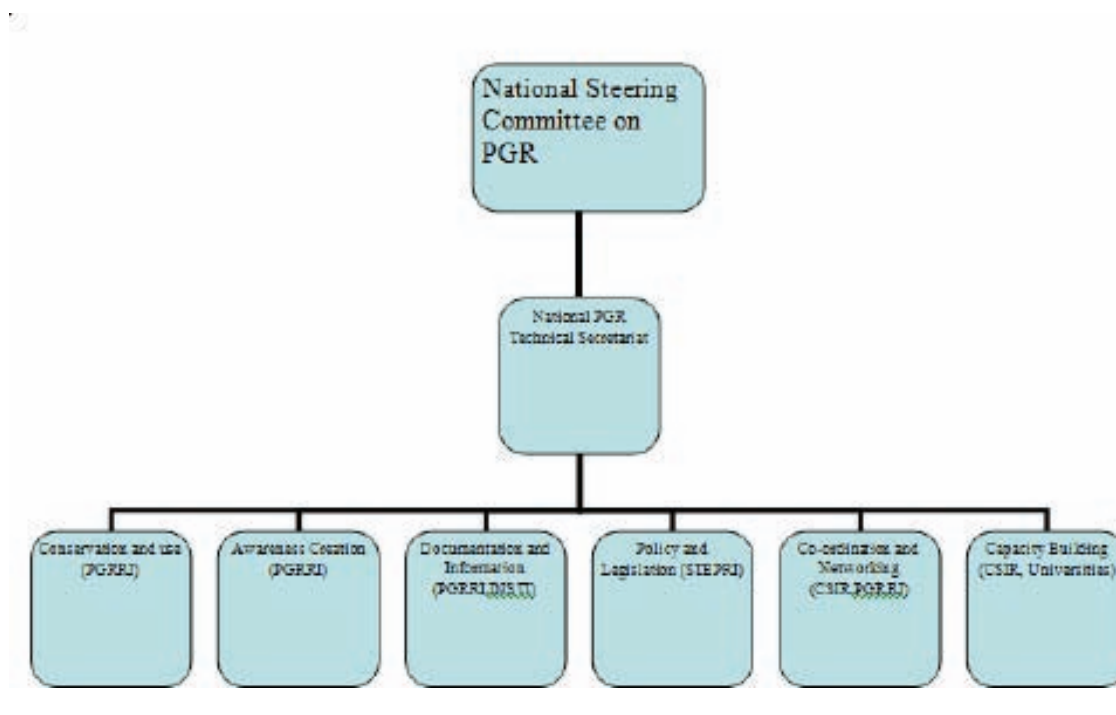 National Steering
Committee on
PGR
National PGR
Technical Secretariat
Conservation and use
(PGRRI)
Awareness Creation
(PGRRI)
Documentation and
Information
(PGRRI,INSTI)
Policy and
Legislation (STEPRI)
Co-ordination and
Networking
(CSIR,PGRRI)
Capacity Building
(CSIR, Universities)